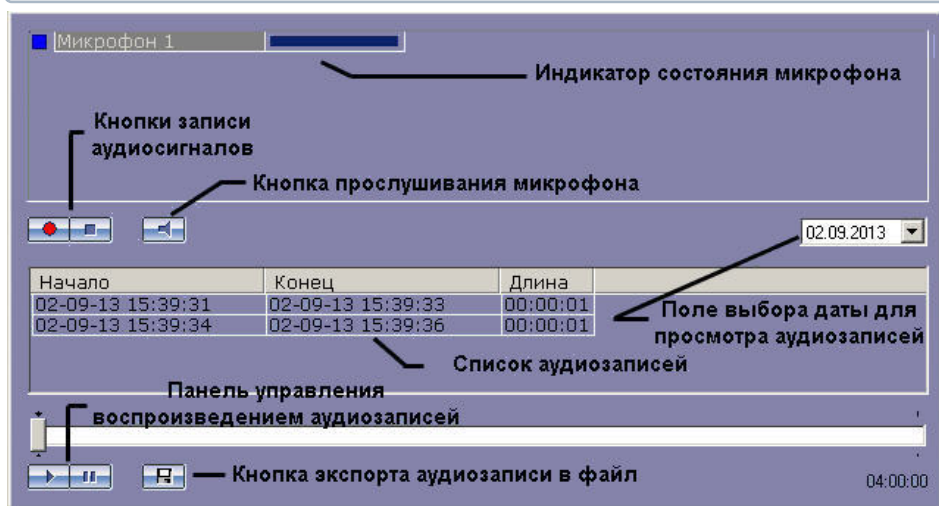 Микрофон 1
Индикатор состояния микрофона
Кнопки записи
аудиосигналов
Кнопка прослушивания микрофона
02.09.2013
Начало Конец Длина
02-09-13 15:39:31 02-09-13 15:39:33 00:00:01
02-09-13 15:39:34 02-09-13 15:39:36 00:00:01
Поле выбора даты для
просмотра аудиозаписей
Список аудиозаписей
Панель управления
воспроизведением аудиозаписей
Кнопка экспорта аудиозаписи в файл
04:00:00